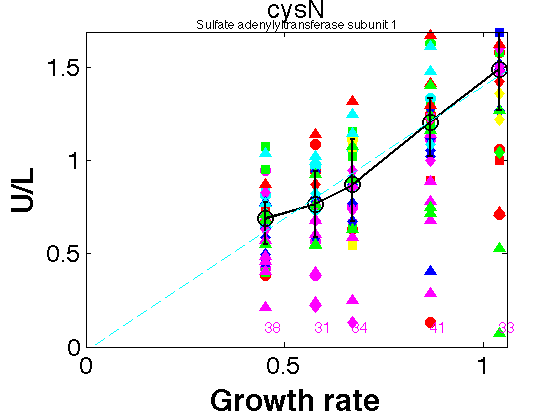 cysN
Sulfate adenylyltransferase subunit 1
1.5
1
0.5
0
U/L
38 31 34 41 33
0 0.5 1
Growth rate